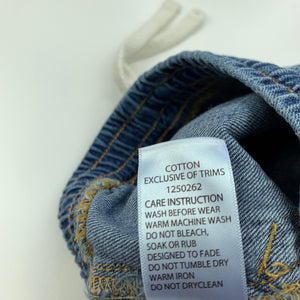 COTTON
EXCLUSIVE OF TRIMS
1250262
CARE INSTRUCTION
WASH BEFORE WEAR
WARM MACHINE WASH
DO NOT BLEACH,
SOAK OR RUB
DESIGNED TO FADE
DO NOT TUMBLE DRY
WARM IRON
DO NOT DRYCLEAN